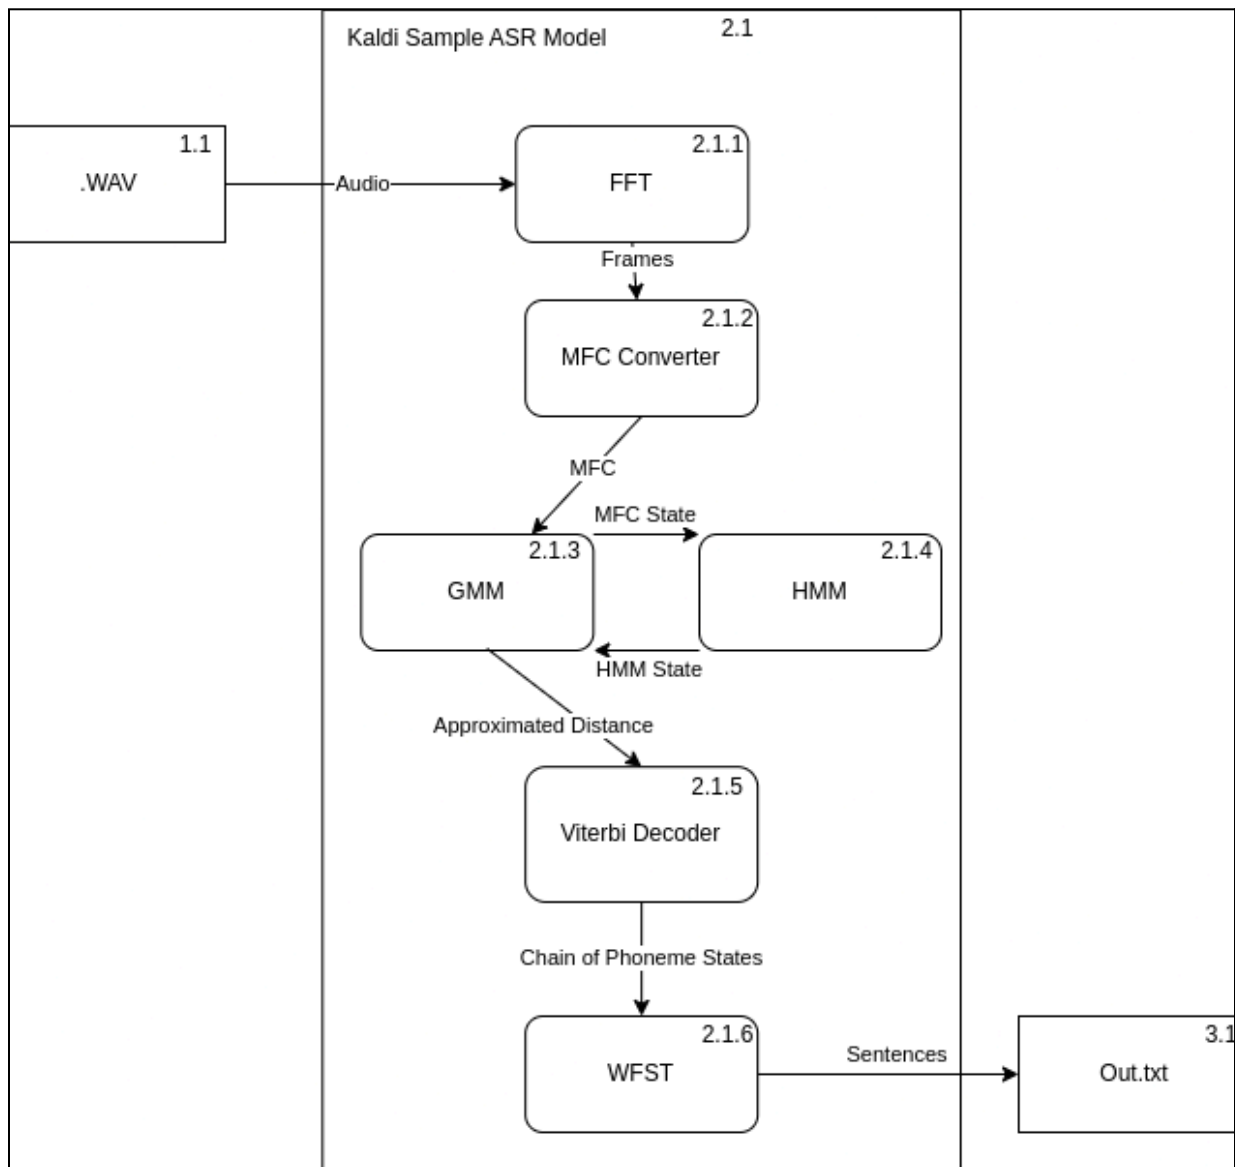 Kaldi Sample ASR Model
2.1
1.1
.WAV
Audio
2.1.1
FFT
Frames
2.1.2
MFC Converter
MFC
MFC State
2.1.3
GMM
2.1.4
HMM
HMM State
Approximated Distance
2.1.5
Viterbi Decoder
Chain of Phoneme States
2.1.6
WFST
Sentences
3.1
Out.txt